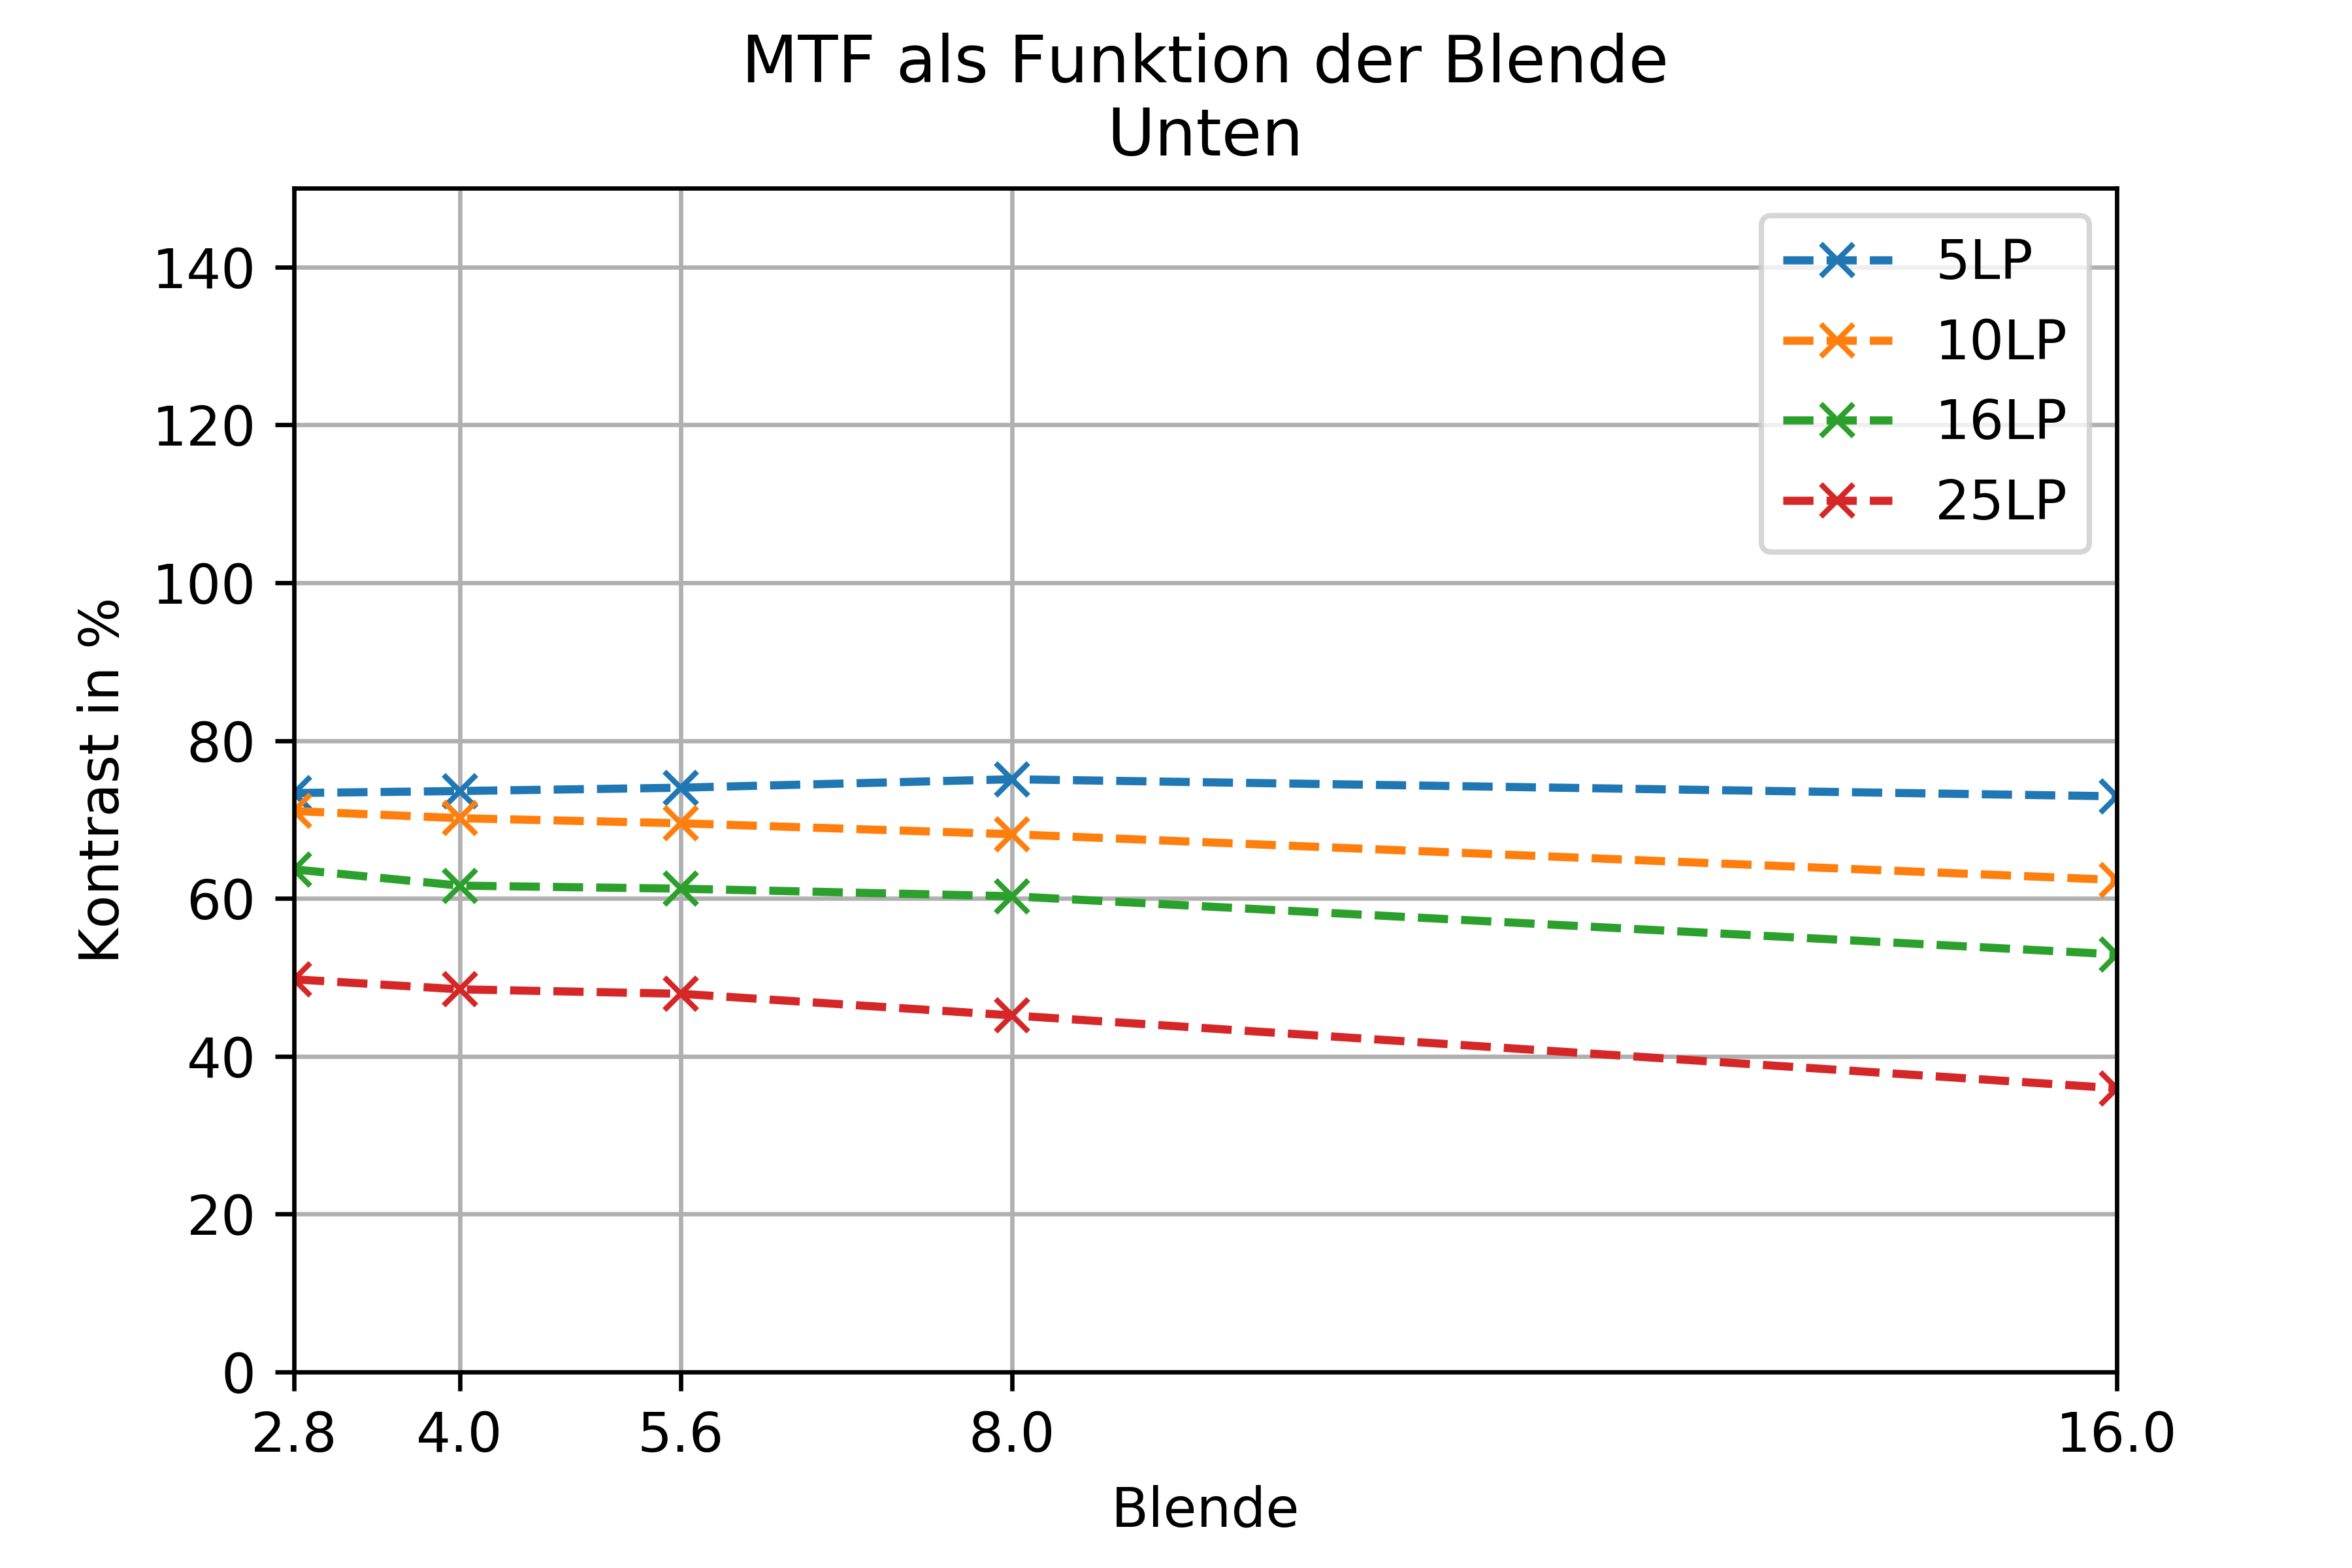 MTF als Funktion der Blende
Unten
140
120
100
80
60
40
20
0
Kontrast in %
5LP
10LP
16LP
25LP
2.8 4.0 5.6 8.0 16.0
Blende